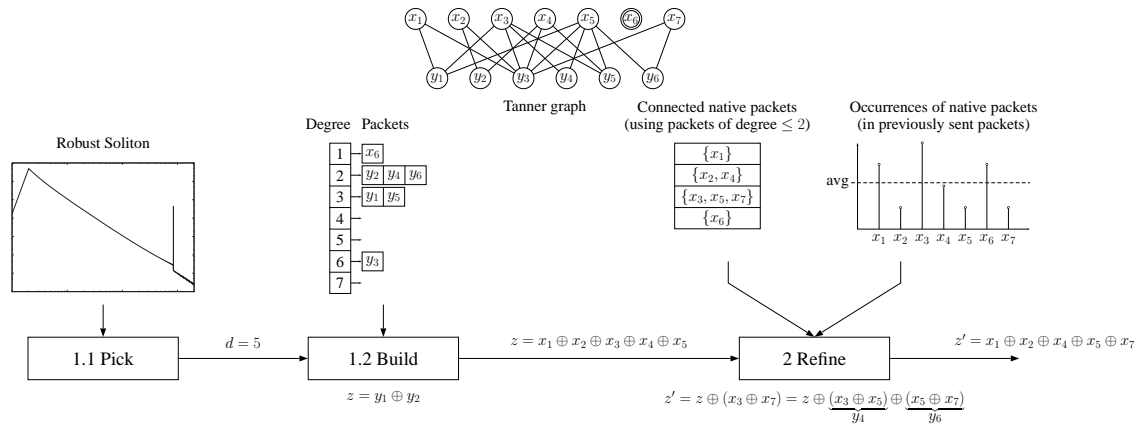 x₁ x₂ x₃ x₄ x₅ x₆ x₇
y₁ y₂ y₃ y₄ y₅ y₆
Tanner graph
Robust Soliton
Degree Packets
1 x₆
2 y₂ y₄ y₆
3 y₁ y₅
4
5
6 y₃
7
Connected native packets
(using packets of degree ≤ 2)
{x₁}
{x₂, x₄}
{x₃, x₅, x₇}
{x₆}
Occurrences of native packets
(in previously sent packets)
avg
x₁ x₂ x₃ x₄ x₅ x₆ x₇
1.1 Pick
d = 5
1.2 Build
z = y₁ ⊕ y₂
z = x₁ ⊕ x₂ ⊕ x₃ ⊕ x₄ ⊕ x₅
2 Refine
z′ = z ⊕ (x₃ ⊕ x₇) = z ⊕ (x₃ ⊕ x₅) ⊕ (x₅ ⊕ x₇)
y₄ y₆
z′ = x₁ ⊕ x₂ ⊕ x₄ ⊕ x₅ ⊕ x₇